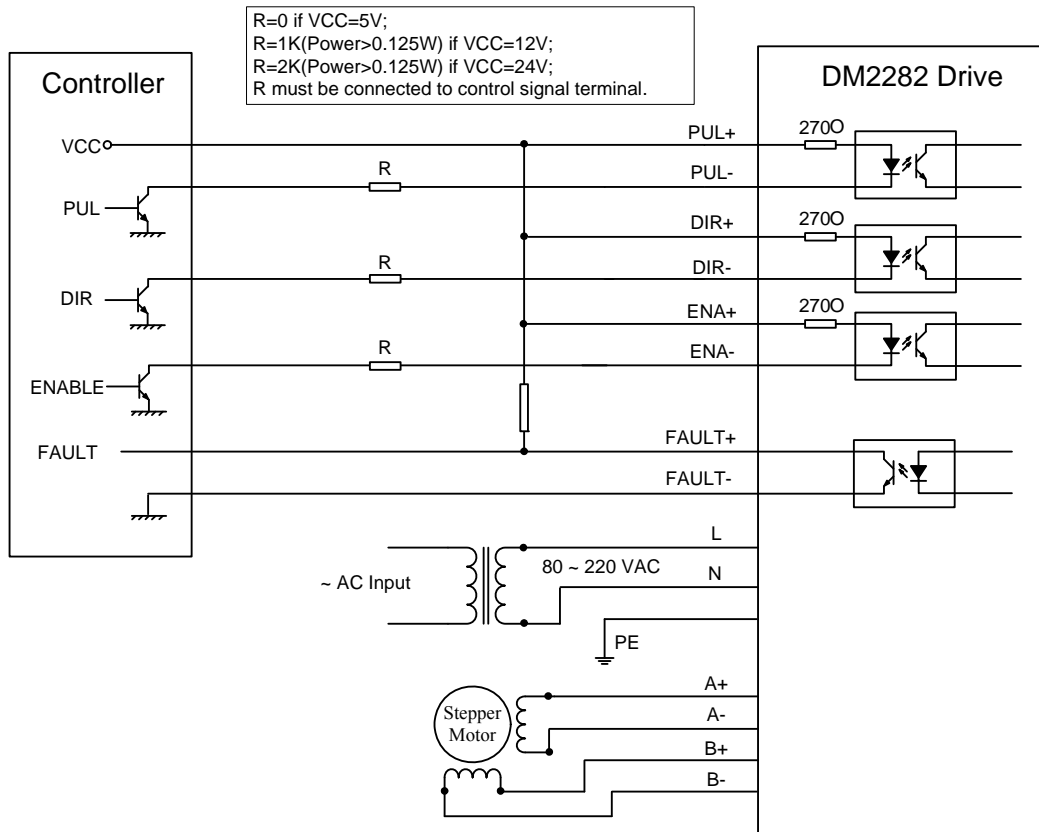 R=0 if VCC=5V;
R=1K(Power>0.125W) if VCC=12V;
R=2K(Power>0.125W) if VCC=24V;
R must be connected to control signal terminal.
Controller
DM2282 Drive
VCC
PUL+
270O
R
PUL-
PUL
DIR+
270O
R
DIR-
DIR
ENA+
270O
R
ENA-
ENABLE
FAULT
FAULT+
FAULT-
L
~ AC Input
80 ~ 220 VAC
N
PE
A+
Stepper
Motor
A-
B+
B-